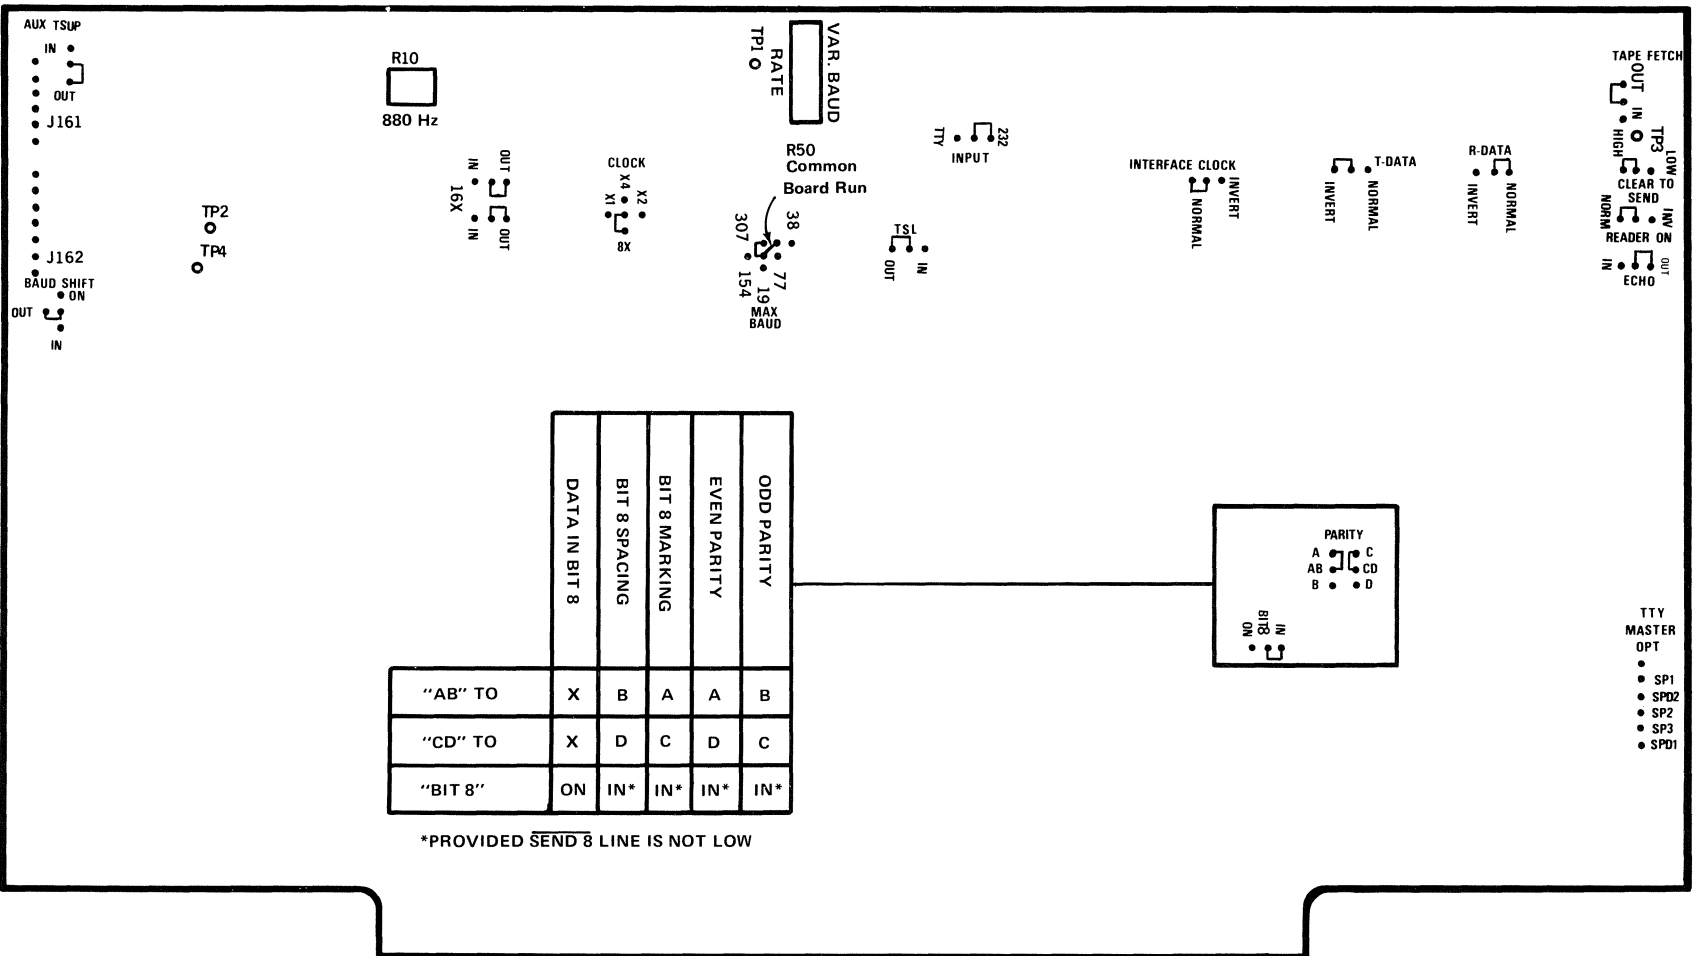 AUX TSUP
IN
OUT
J161
J162
BAUD SHIFT
ON
OUT
IN
TP2
TP4
R10
880 Hz
IN
OUT
16X
IN
OUT
CLOCK
X4
X1
X2
8X
TP1
VAR. BAUD
RATE
R50
Common
Board Run
307
38
154
19
77
MAX
BAUD
TTY
232
INPUT
TSL
OUT
IN
INTERFACE CLOCK
NORMAL
INVERT
T-DATA
INVERT
NORMAL
R-DATA
INVERT
NORMAL
TAPE FETCH
OUT
IN
TP3
HIGH
LOW
CLEAR TO
SEND
NORM
INV
READER ON
IN
OUT
ECHO
DATA IN BIT 8
BIT 8 SPACING
BIT 8 MARKING
EVEN PARITY
ODD PARITY
"AB" TO X B A A B
"CD" TO X D C D C
"BIT 8" ON IN* IN* IN* IN*
*PROVIDED SEND 8 LINE IS NOT LOW
PARITY
A C
AB CD
B D
ON
BIT8
IN
TTY
MASTER
OPT
SP1
SPD2
SP2
SP3
SPD1